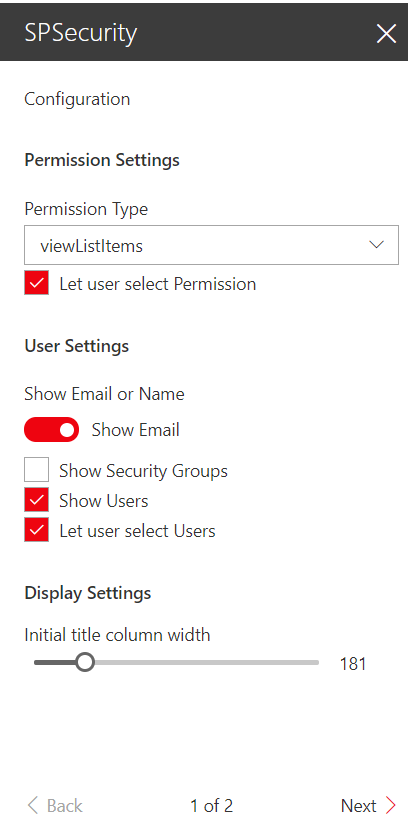 SPSecurity
Configuration
Permission Settings
Permission Type
viewListItems
Let user select Permission
User Settings
Show Email or Name
Show Email
Show Security Groups
Show Users
Let user select Users
Display Settings
Initial title column width
181
Back 1 of 2 Next